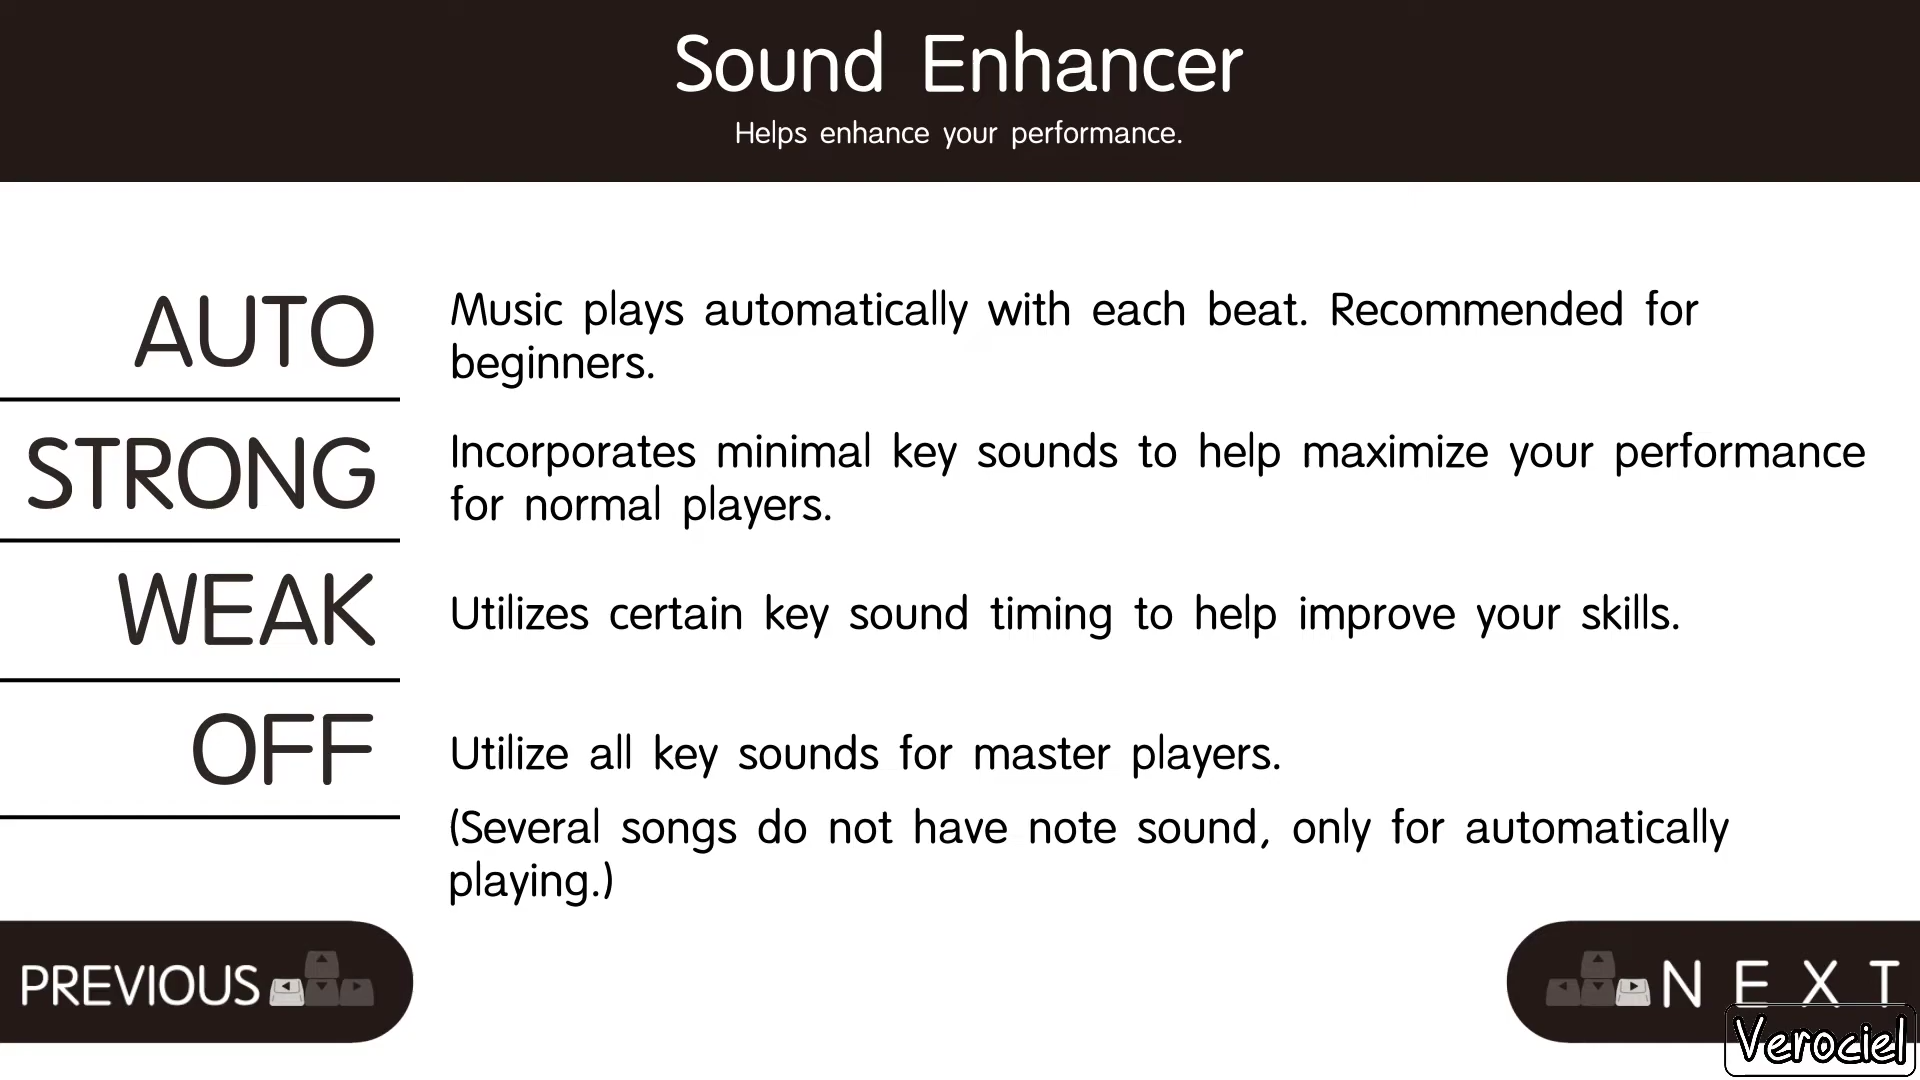 Sound Enhancer
Helps enhance your performance.
AUTO
Music plays automatically with each beat. Recommended for
beginners.
STRONG
Incorporates minimal key sounds to help maximize your performance
for normal players.
WEAK
Utilizes certain key sound timing to help improve your skills.
OFF
Utilize all key sounds for master players.
(Several songs do not have note sound, only for automatically
playing.)
PREVIOUS
NEXT
Verociel